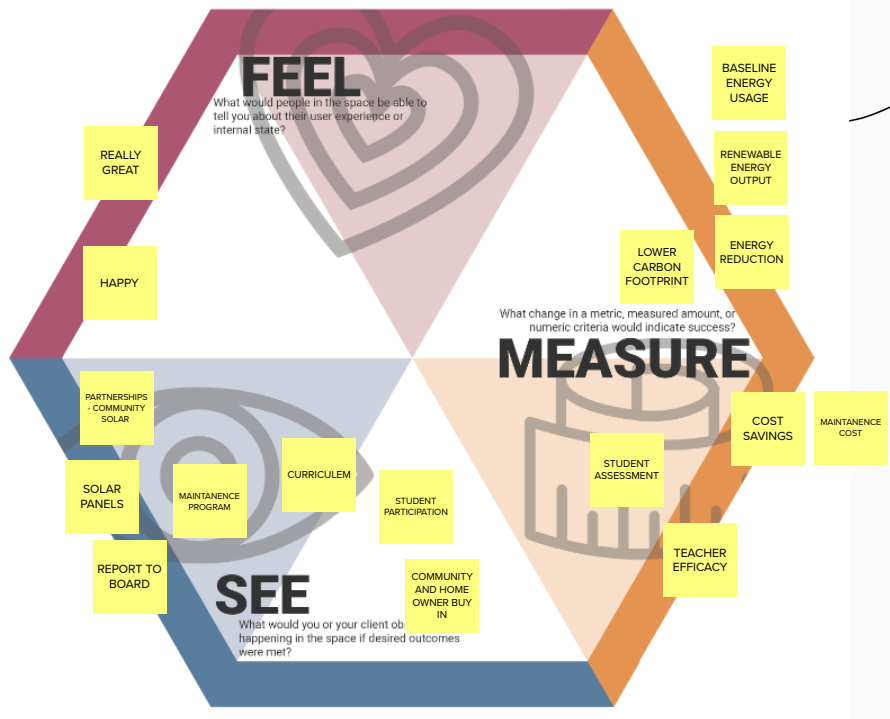 FEEL
What would people in the space be able to
tell you about their user experience or
internal state?
REALLY
GREAT
HAPPY
BASELINE
ENERGY
USAGE
RENEWABLE
ENERGY
OUTPUT
LOWER
CARBON
FOOTPRINT
ENERGY
REDUCTION
What change in a metric, measured amount, or
numeric criteria would indicate success?
MEASURE
COST
SAVINGS
MAINTANENCE
COST
STUDENT
ASSESSMENT
TEACHER
EFFICACY
PARTNERSHIPS
- COMMUNITY
SOLAR
SOLAR
PANELS
MAINTANENCE
PROGRAM
CURRICULEM
STUDENT
PARTICIPATION
REPORT TO
BOARD
COMMUNITY
AND HOME
OWNER BUY
IN
SEE
What would you or your client
happening in the space if desired outcomes
were met?